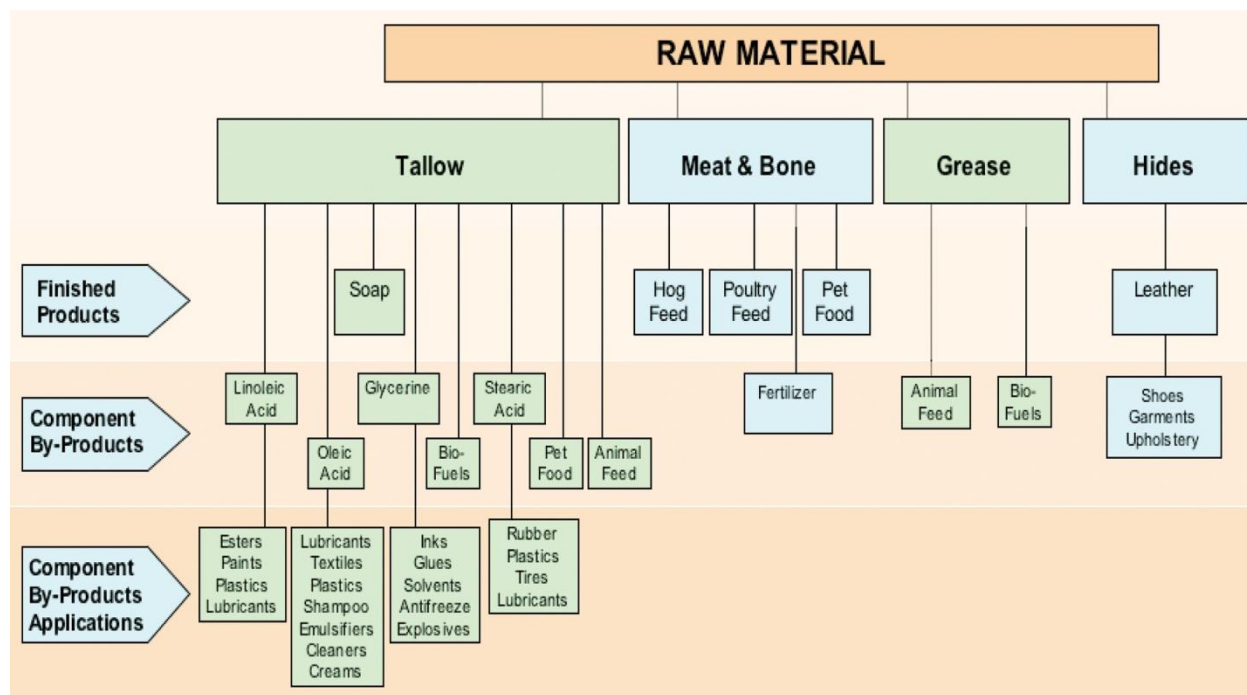 RAW MATERIAL
Tallow
Meat & Bone
Grease
Hides
Finished
Products
Soap
Hog
Feed
Poultry
Feed
Pet
Food
Leather
Component
By-Products
Linoleic
Acid
Oleic
Acid
Glycerine
Bio-
Fuels
Stearic
Acid
Pet
Food
Animal
Feed
Fertilizer
Animal
Feed
Bio-
Fuels
Shoes
Garments
Upholstery
Component
By-Products
Applications
Esters
Paints
Plastics
Lubricants
Lubricants
Textiles
Plastics
Shampoo
Emulsifiers
Cleaners
Creams
Inks
Glues
Solvents
Antifreeze
Explosives
Rubber
Plastics
Tires
Lubricants